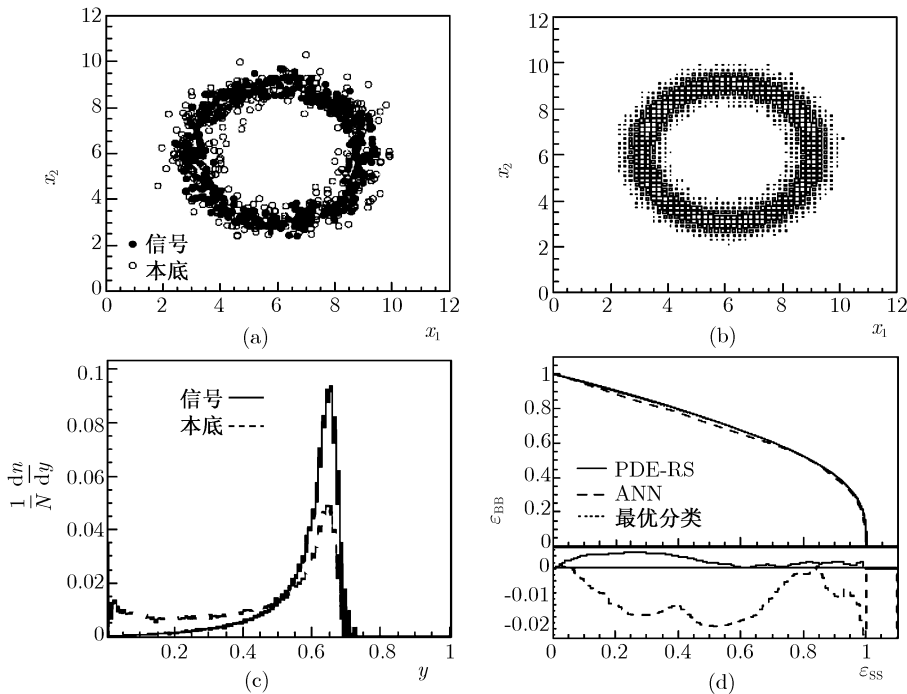 12
10
8
6
4
2
0
x₂
信号
本底
0 2 4 6 8 10 12
x₁
(a)
12
10
8
6
4
2
0
x₂
0 2 4 6 8 10 12
x₁
(b)
0.1
0.08
0.06
0.04
0.02
0
1/N dn/dy
信号
本底
0.2 0.4 0.6 0.8 1
y
(c)
1
0.8
0.6
0.4
0.2
0
ε_BB
PDE-RS
ANN
最优分类
0
-0.01
-0.02
0 0.2 0.4 0.6 0.8 1
ε_SS
(d)